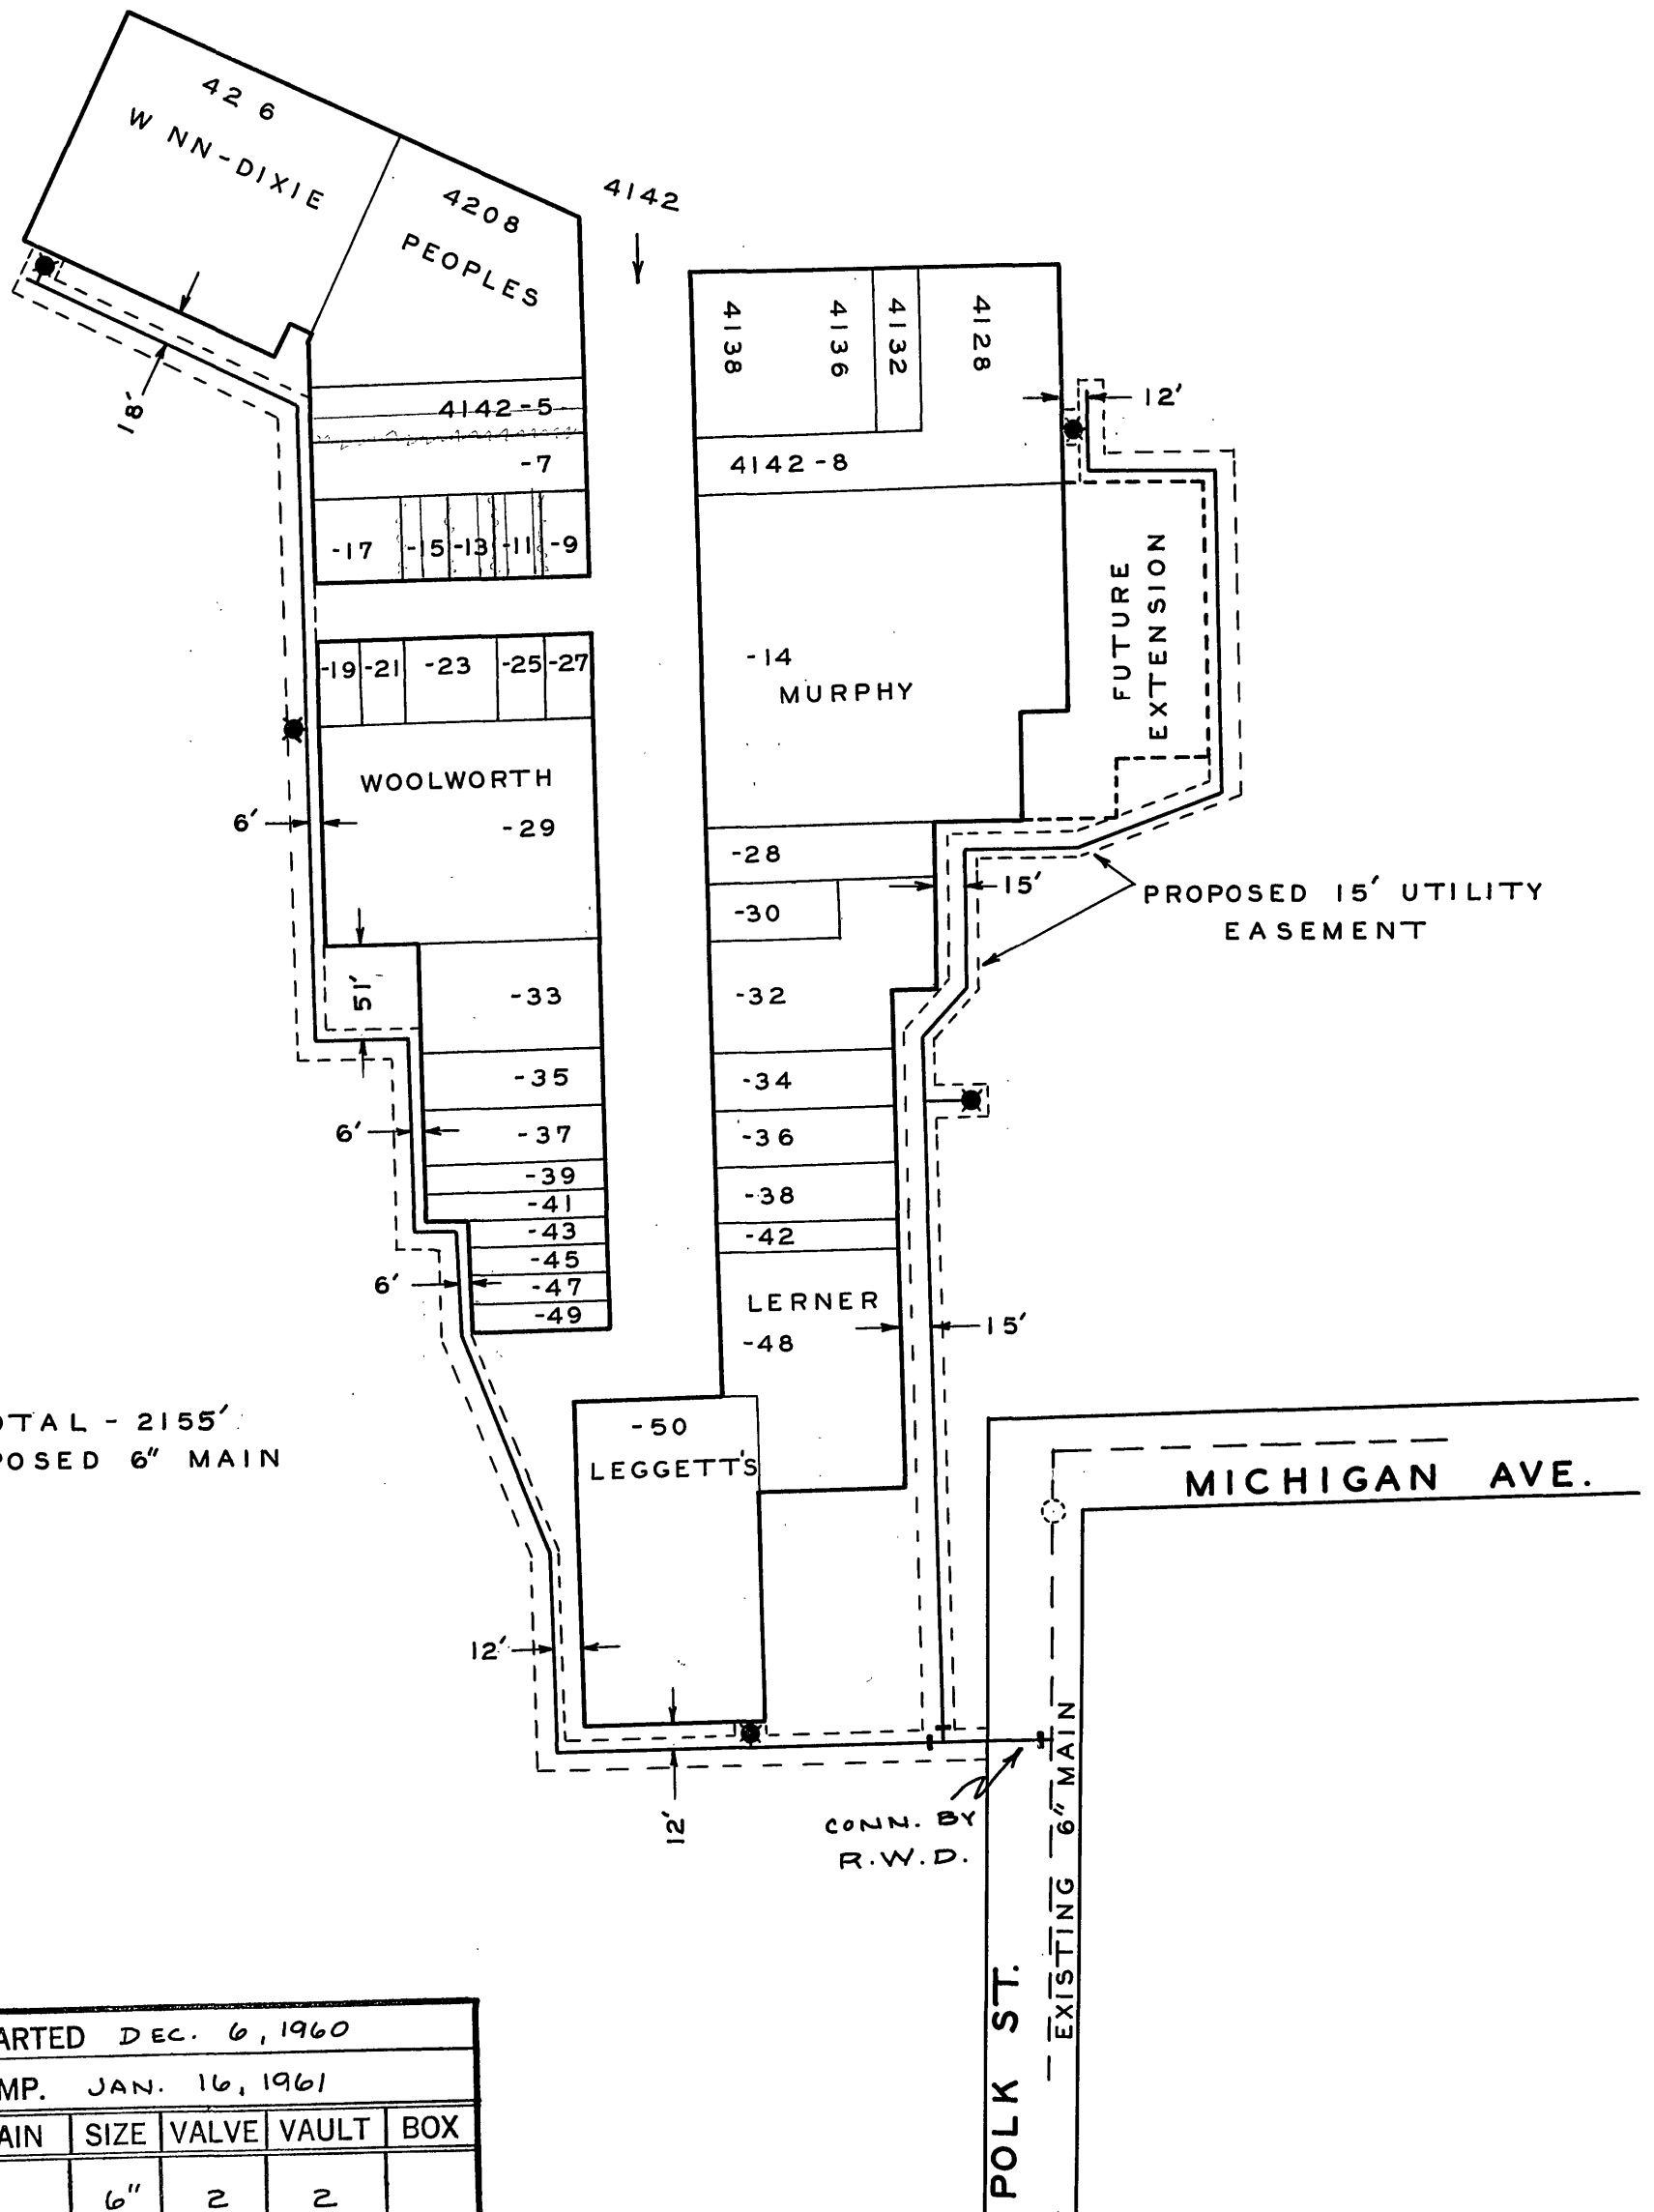 42 6
W NN-DIXIE
4208
PEOPLES
4142
18'
4142-5
-7
-17
-15
-13
-11
-9
4138
4136
4132
4128
12'
4142-8
-14
MURPHY
FUTURE
EXTENSION
-19
-21
-23
-25
-27
WOOLWORTH
-29
6'
-28
15'
-30
PROPOSED 15' UTILITY
EASEMENT
51'
-33
-32
-35
-34
6'
-37
-36
-39
-38
-41
-43
-42
-45
6'
-47
-49
LERNER
-48
15'
OTAL - 2155'
POSED 6" MAIN
-50
LEGGETT'S
MICHIGAN AVE.
12'
12'
CONN. BY
R.W.D.
EXISTING 6" MAIN
POLK ST.
ARTED DEC. 6, 1960
MP. JAN. 16, 1961
AIN SIZE VALVE VAULT BOX
6" 2 2